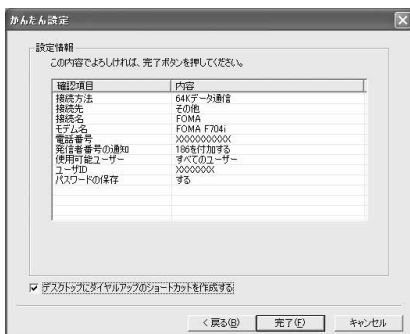 かんたん設定
設定情報
この内容でよろしければ、完了ボタンを押してください。
確認項目 内容
接続方法 64Kデータ通信
接続先 その他
接続名 FOMA
モデム名 FOMA F704i
電話番号 XXXXXXXXXX
発信者番号の通知 186を付加する
使用可能ユーザー すべてのユーザー
ユーザID XXXXXXX
パスワードの保存 する
デスクトップにダイヤルアップのショートカットを作成する
< 戻る(B) 完了(F) キャンセル